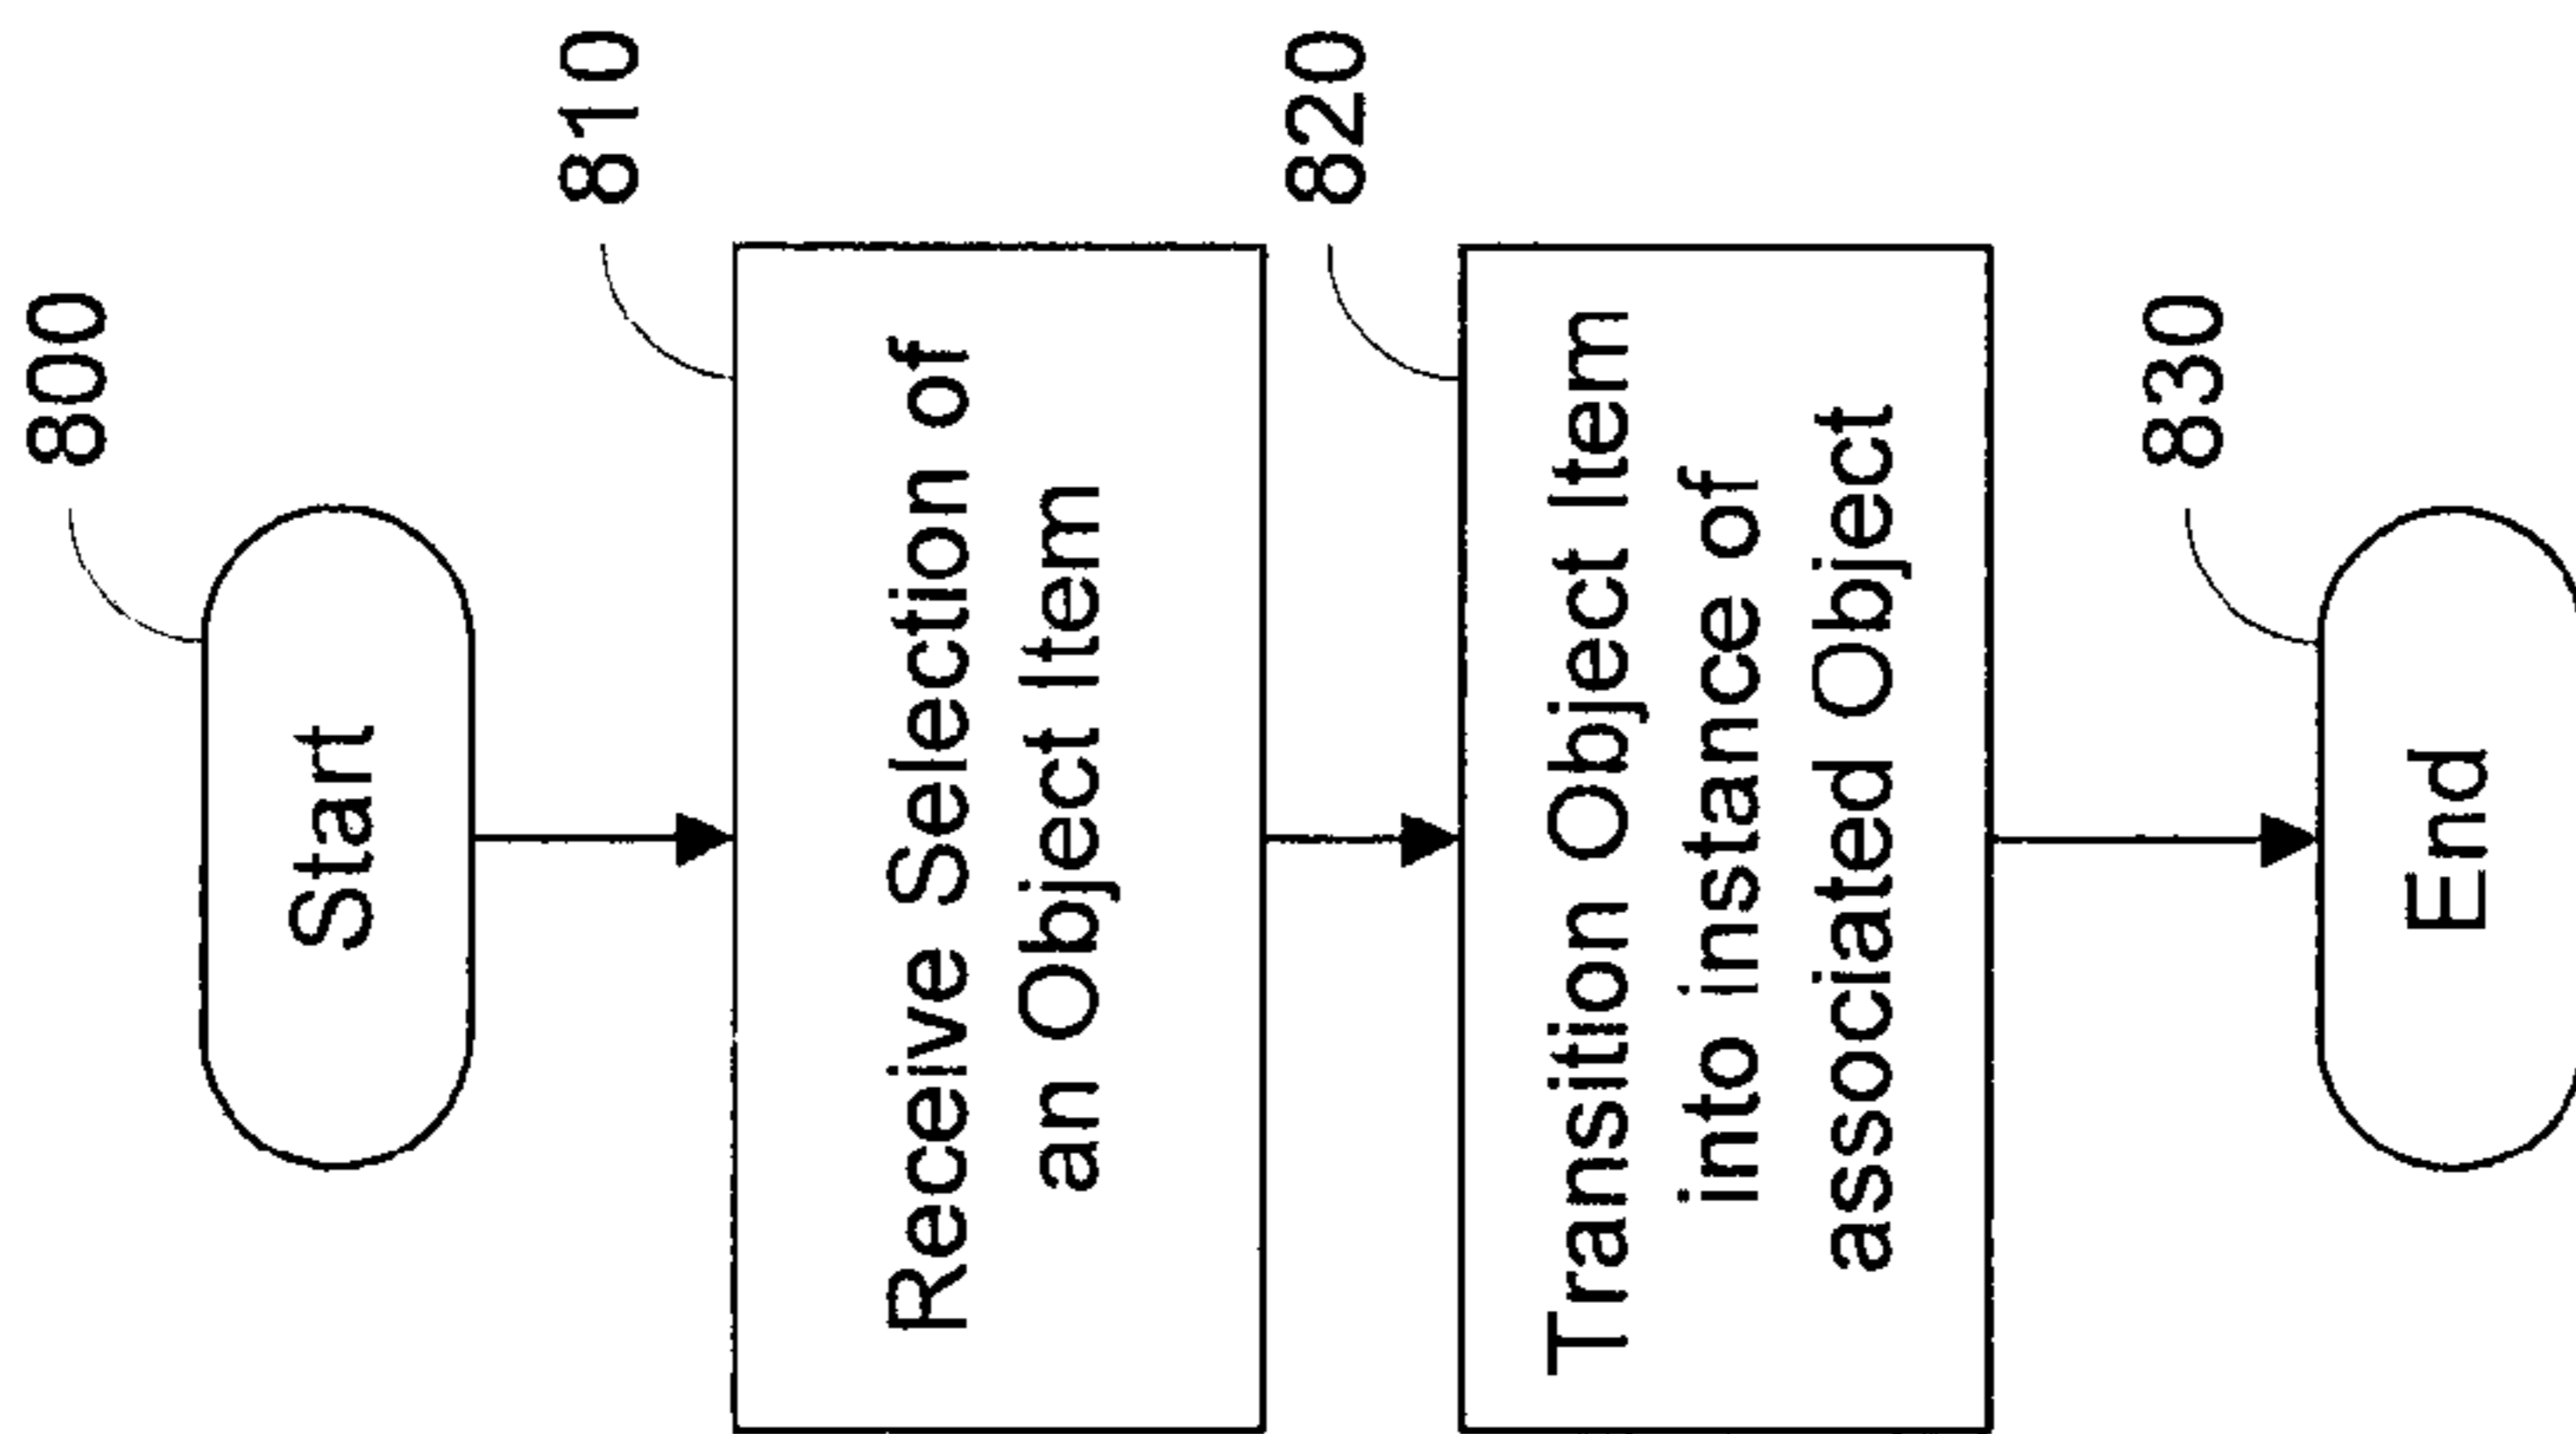 800
Start
810
Receive Selection of
an Object Item
820
Transition Object Item
into instance of
associated Object
830
End